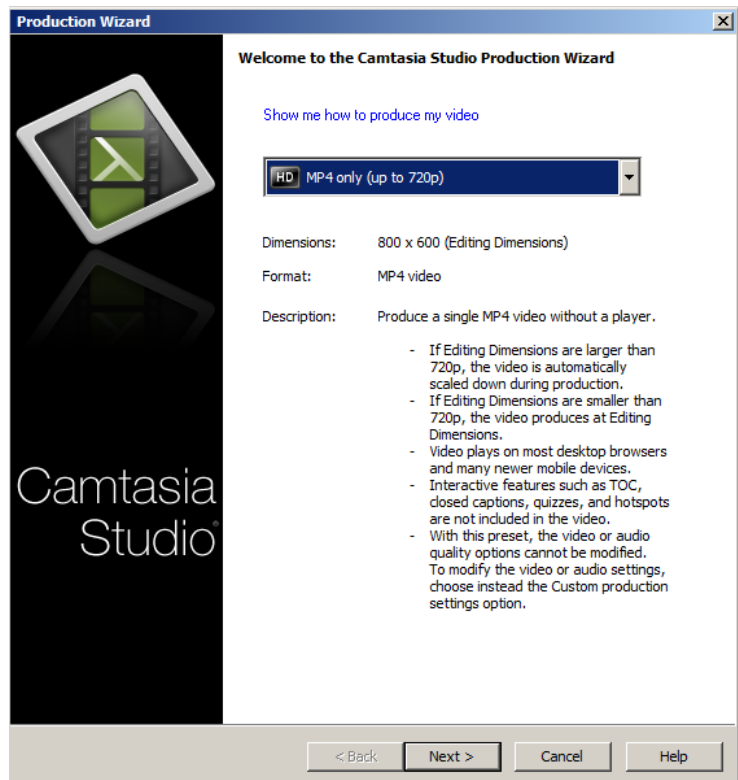 Production Wizard
Welcome to the Camtasia Studio Production Wizard
Show me how to produce my video
HD MP4 only (up to 720p)
Dimensions: 800 x 600 (Editing Dimensions)
Format: MP4 video
Description: Produce a single MP4 video without a player.
- If Editing Dimensions are larger than
720p, the video is automatically
scaled down during production.
- If Editing Dimensions are smaller than
720p, the video produces at Editing
Dimensions.
- Video plays on most desktop browsers
and many newer mobile devices.
- Interactive features such as TOC,
closed captions, quizzes, and hotspots
are not included in the video.
- With this preset, the video or audio
quality options cannot be modified.
To modify the video or audio settings,
choose instead the Custom production
settings option.
Camtasia
Studio®
< Back Next > Cancel Help